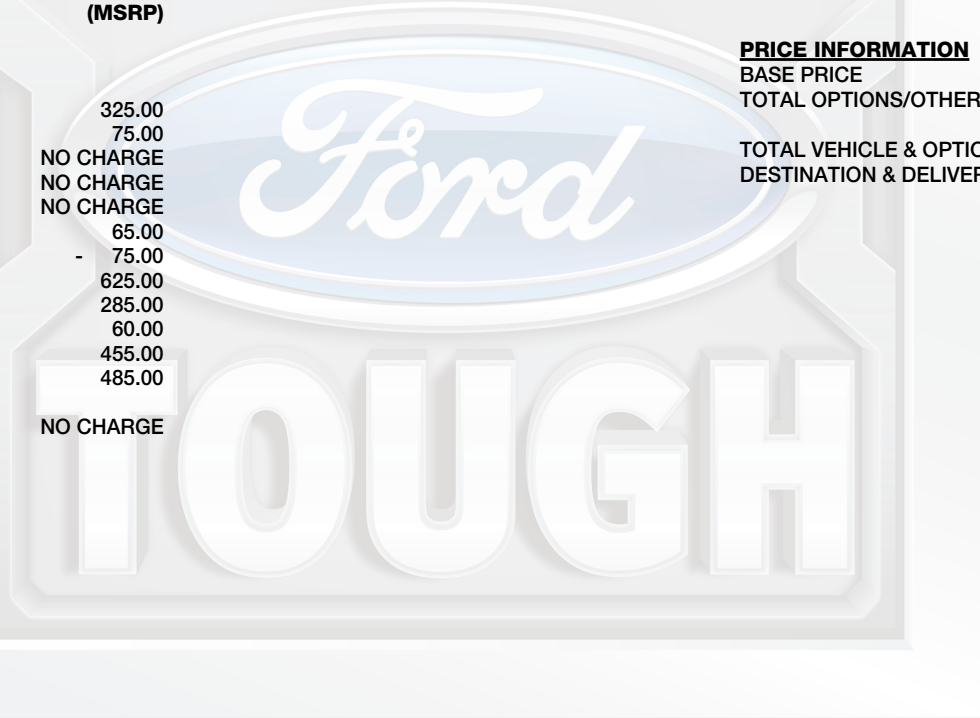 (MSRP)
325.00
75.00
NO CHARGE
NO CHARGE
NO CHARGE
65.00
- 75.00
625.00
285.00
60.00
455.00
485.00
NO CHARGE
PRICE INFORMATION
BASE PRICE
TOTAL OPTIONS/OTHER
TOTAL VEHICLE & OPTIO
DESTINATION & DELIVER
Ford
TOUGH